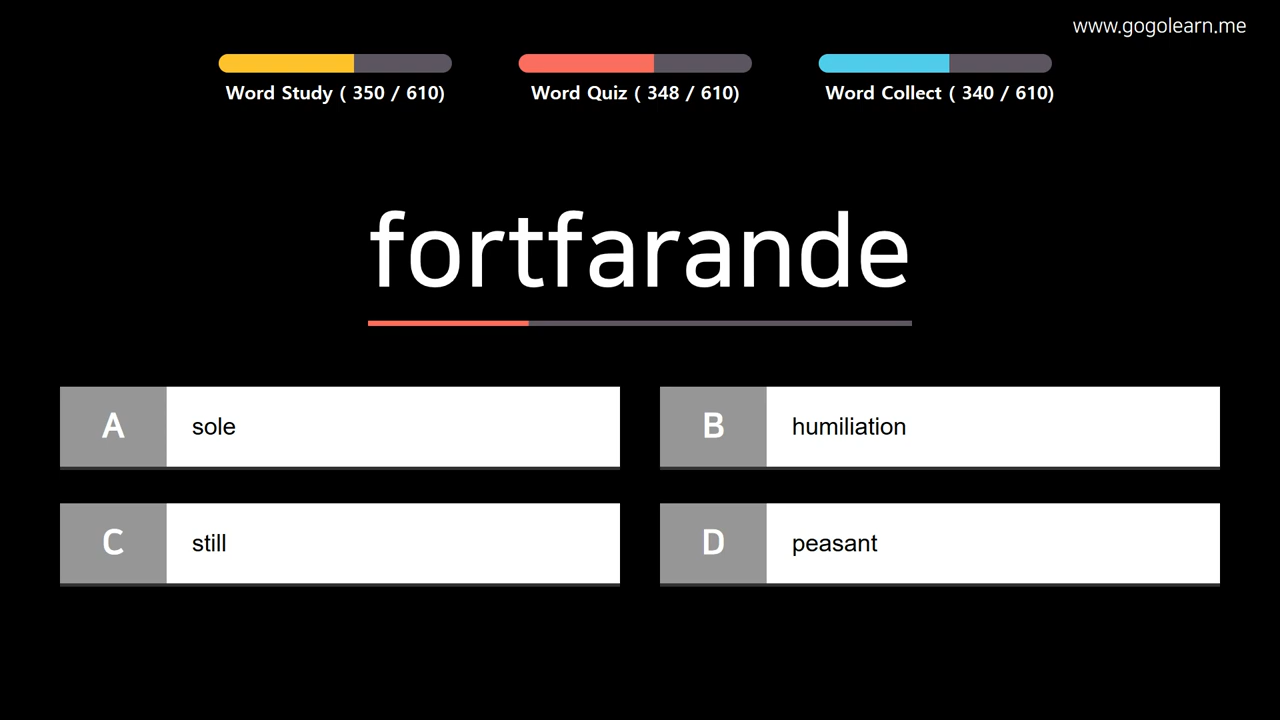 www.gogolearn.me
Word Study ( 350 / 610)
Word Quiz ( 348 / 610)
Word Collect ( 340 / 610)
fortfarande
A sole
B humiliation
C still
D peasant